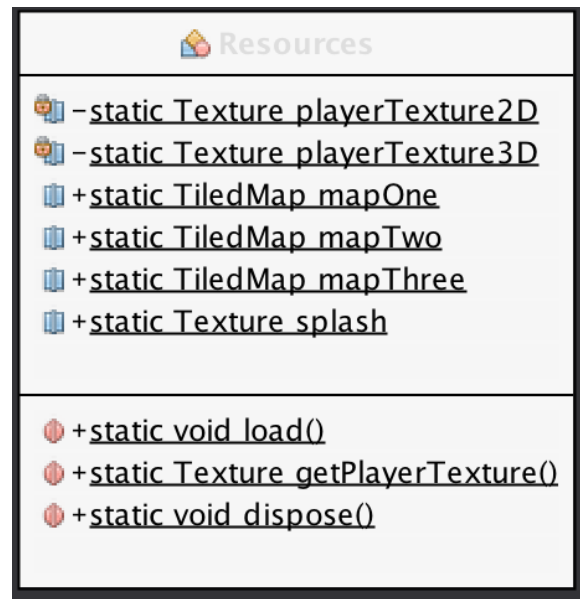 Resources
-static Texture playerTexture2D
-static Texture playerTexture3D
+static TiledMap mapOne
+static TiledMap mapTwo
+static TiledMap mapThree
+static Texture splash
+static void load()
+static Texture getPlayerTexture()
+static void dispose()